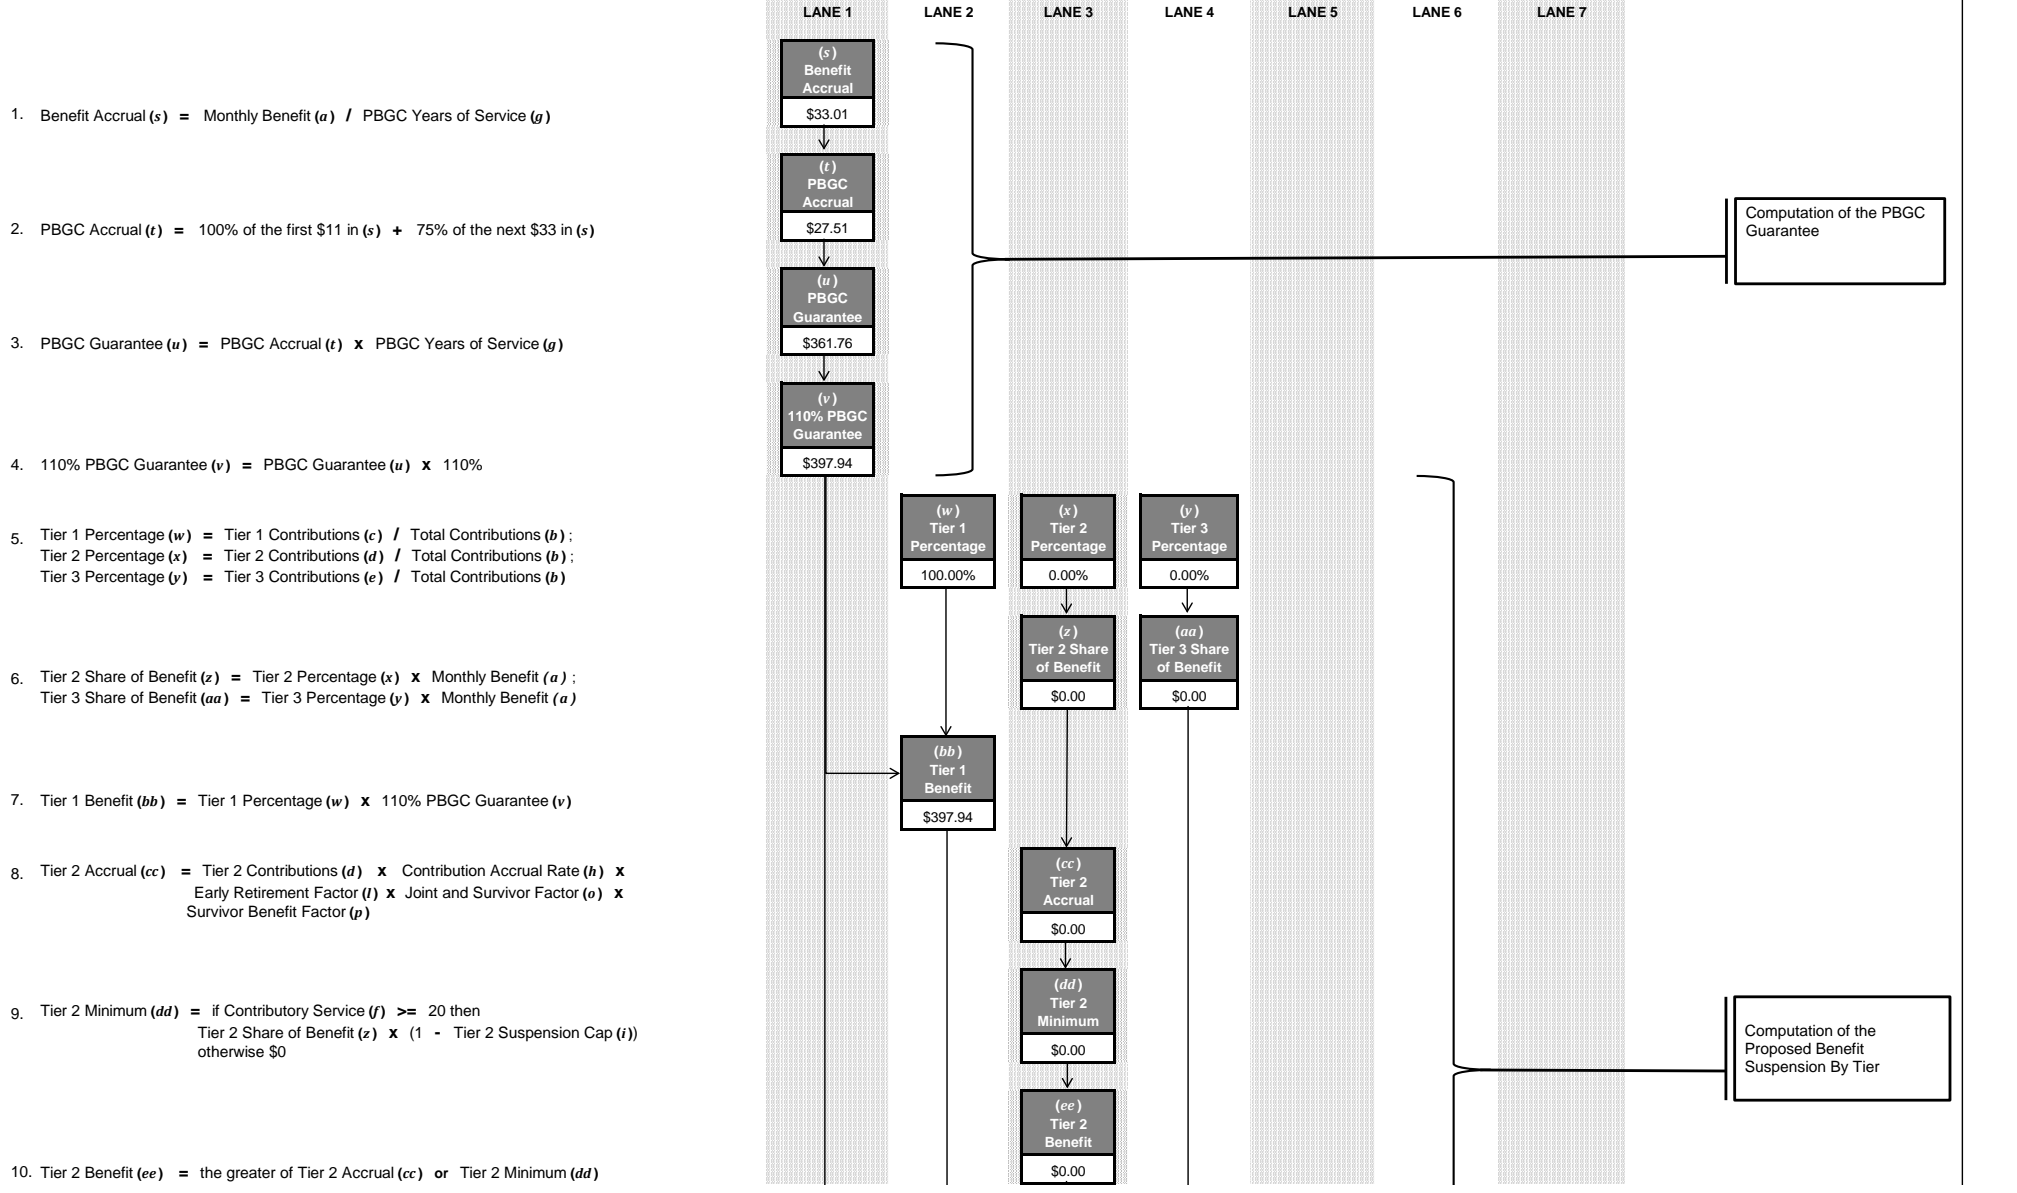 LANE 1 LANE 2 LANE 3 LANE 4 LANE 5 LANE 6 LANE 7
(s)
Benefit
Accrual
$33.01
1. Benefit Accrual (s) = Monthly Benefit (a) / PBGC Years of Service (g)
(t)
PBGC
Accrual
$27.51
2. PBGC Accrual (t) = 100% of the first $11 in (s) + 75% of the next $33 in (s)
Computation of the PBGC
Guarantee
(u)
PBGC
Guarantee
$361.76
3. PBGC Guarantee (u) = PBGC Accrual (t) x PBGC Years of Service (g)
(v)
110% PBGC
Guarantee
$397.94
4. 110% PBGC Guarantee (v) = PBGC Guarantee (u) x 110%
(w)
Tier 1
Percentage
100.00%
(x)
Tier 2
Percentage
0.00%
(y)
Tier 3
Percentage
0.00%
5. Tier 1 Percentage (w) = Tier 1 Contributions (c) / Total Contributions (b) ;
Tier 2 Percentage (x) = Tier 2 Contributions (d) / Total Contributions (b) ;
Tier 3 Percentage (y) = Tier 3 Contributions (e) / Total Contributions (b)
(z)
Tier 2 Share
of Benefit
$0.00
(aa)
Tier 3 Share
of Benefit
$0.00
6. Tier 2 Share of Benefit (z) = Tier 2 Percentage (x) x Monthly Benefit (a) ;
Tier 3 Share of Benefit (aa) = Tier 3 Percentage (y) x Monthly Benefit (a)
(bb)
Tier 1
Benefit
$397.94
7. Tier 1 Benefit (bb) = Tier 1 Percentage (w) x 110% PBGC Guarantee (v)
(cc)
Tier 2
Accrual
$0.00
8. Tier 2 Accrual (cc) = Tier 2 Contributions (d) x Contribution Accrual Rate (h) x
Early Retirement Factor (l) x Joint and Survivor Factor (o) x
Survivor Benefit Factor (p)
(dd)
Tier 2
Minimum
$0.00
9. Tier 2 Minimum (dd) = if Contributory Service (f) >= 20 then
Tier 2 Share of Benefit (z) x (1 - Tier 2 Suspension Cap (i))
otherwise $0
Computation of the
Proposed Benefit
Suspension By Tier
(ee)
Tier 2
Benefit
$0.00
10. Tier 2 Benefit (ee) = the greater of Tier 2 Accrual (cc) or Tier 2 Minimum (dd)